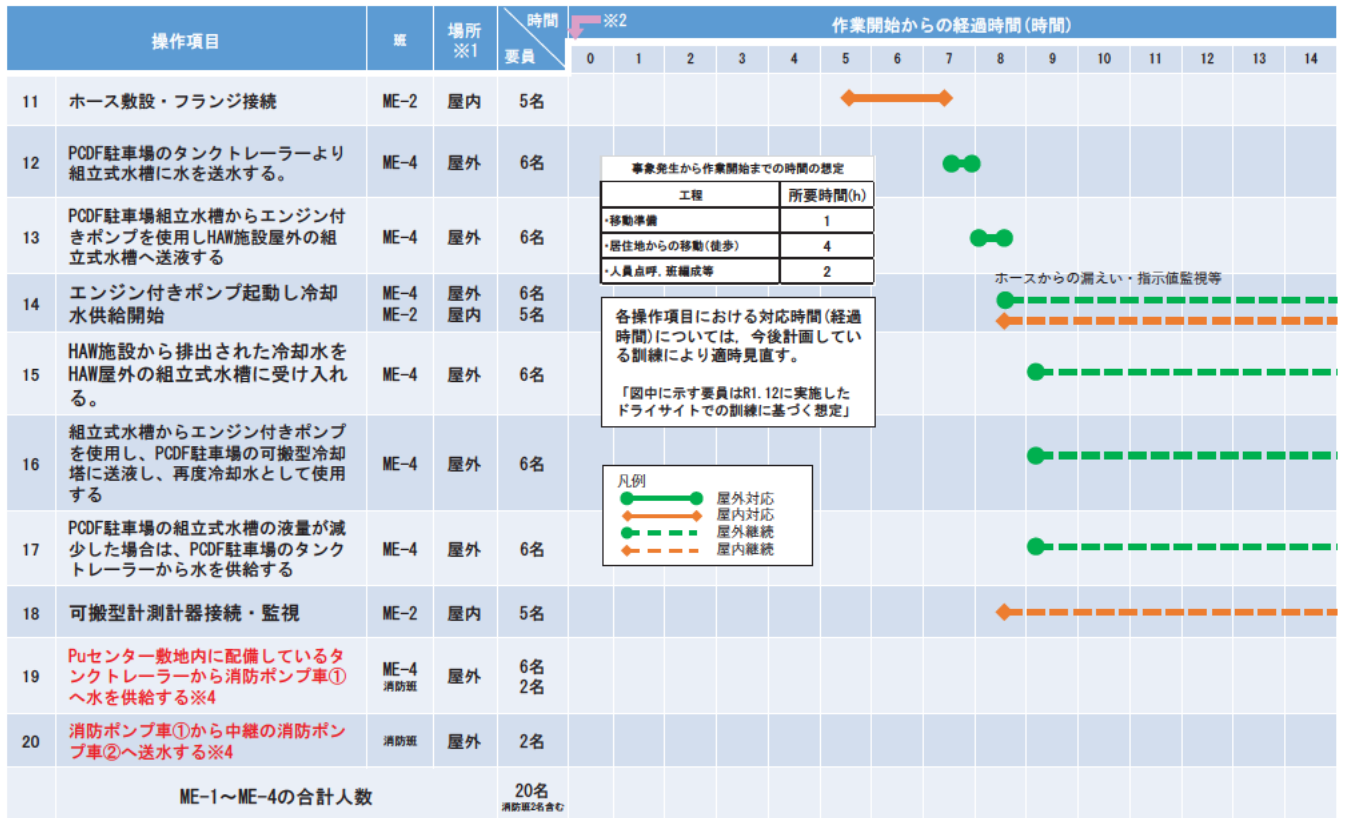 操作項目
班
場所
※1
時間
要員
※2
作業開始からの経過時間(時間)
0 1 2 3 4 5 6 7 8 9 10 11 12 13 14
11 ホース敷設・フランジ接続 ME-2 屋内 5名
12 PCDF駐車場のタンクトレーラーより
組立式水槽に水を送水する。 ME-4 屋外 6名
13 PCDF駐車場組立水槽からエンジン付
きポンプを使用しHAW施設屋外の組
立式水槽へ送液する ME-4 屋外 6名
14 エンジン付きポンプ起動し冷却
水供給開始
ME-4 屋外 6名
ME-2 屋内 5名
15 HAW施設から排出された冷却水を
HAW屋外の組立式水槽に受け入れ
る。 ME-4 屋外 6名
16 組立式水槽からエンジン付きポンプ
を使用し、PCDF駐車場の可搬型冷却
塔に送液し、再度冷却水として使用
する ME-4 屋外 6名
17 PCDF駐車場の組立式水槽の液量が減
少した場合は、PCDF駐車場のタンク
トレーラーから水を供給する ME-4 屋外 6名
18 可搬型計測計器接続・監視 ME-2 屋内 5名
19 Puセンター敷地内に配備しているタ
ンクトレーラーから消防ポンプ車①
へ水を供給する※4
ME-4 屋外 6名
消防班 2名
20 消防ポンプ車①から中継の消防ポン
プ車②へ送水する※4 消防班 屋外 2名
ME-1～ME-4の合計人数 20名
消防班2名含む
事象発生から作業開始までの時間の想定
工程 所要時間(h)
・移動準備 1
・居住地からの移動(徒歩) 4
・人員点呼，班編成等 2
各操作項目における対応時間(経過
時間)については，今後計画してい
る訓練により適時見直す。
「図中に示す要員はR1.12に実施した
ドライサイトでの訓練に基づく想定」
凡例
屋外対応
屋内対応
屋外継続
屋内継続
ホースからの漏えい・指示値監視等